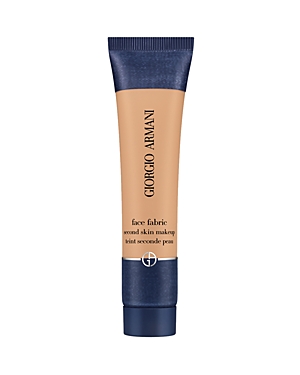 GIORGIO ARMANI
face fabric
second skin makeup
teint seconde peau